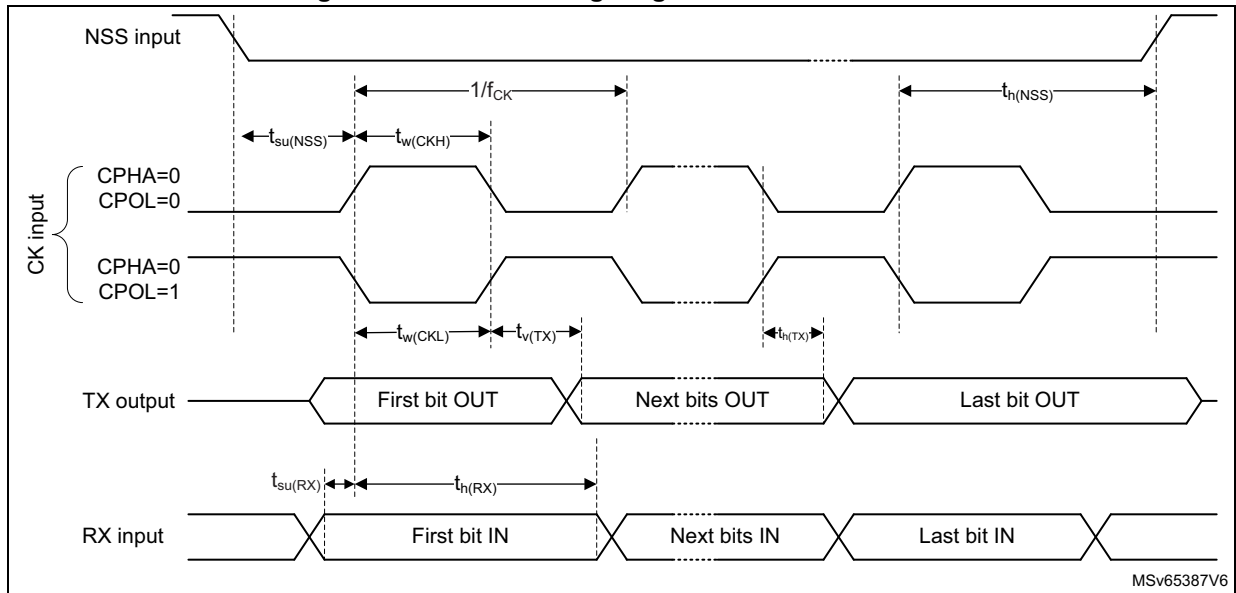 NSS input
1/fCK
th(NSS)
tsu(NSS)
tw(CKH)
CK input
CPHA=0
CPOL=0
CPHA=0
CPOL=1
tw(CKL)
tv(TX)
th(TX)
TX output
First bit OUT
Next bits OUT
Last bit OUT
tsu(RX)
th(RX)
RX input
First bit IN
Next bits IN
Last bit IN
MSv65387V6